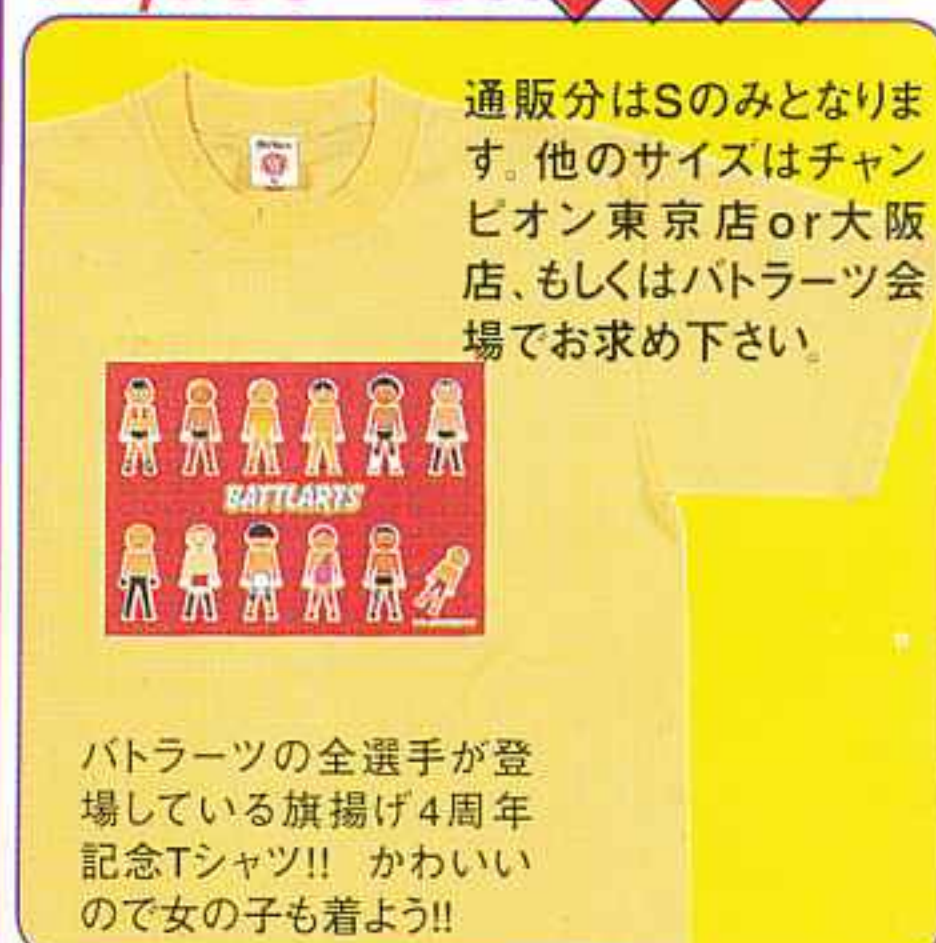 通販分はSのみとなりま
す。他のサイズはチャン
ピオン東京店or大阪
店、もしくはバトラーツ会
場でお求め下さい。
BATTLARTS
バトラーツの全選手が登
場している旗揚げ4周年
記念Tシャツ!!　かわいい
ので女の子も着よう!!